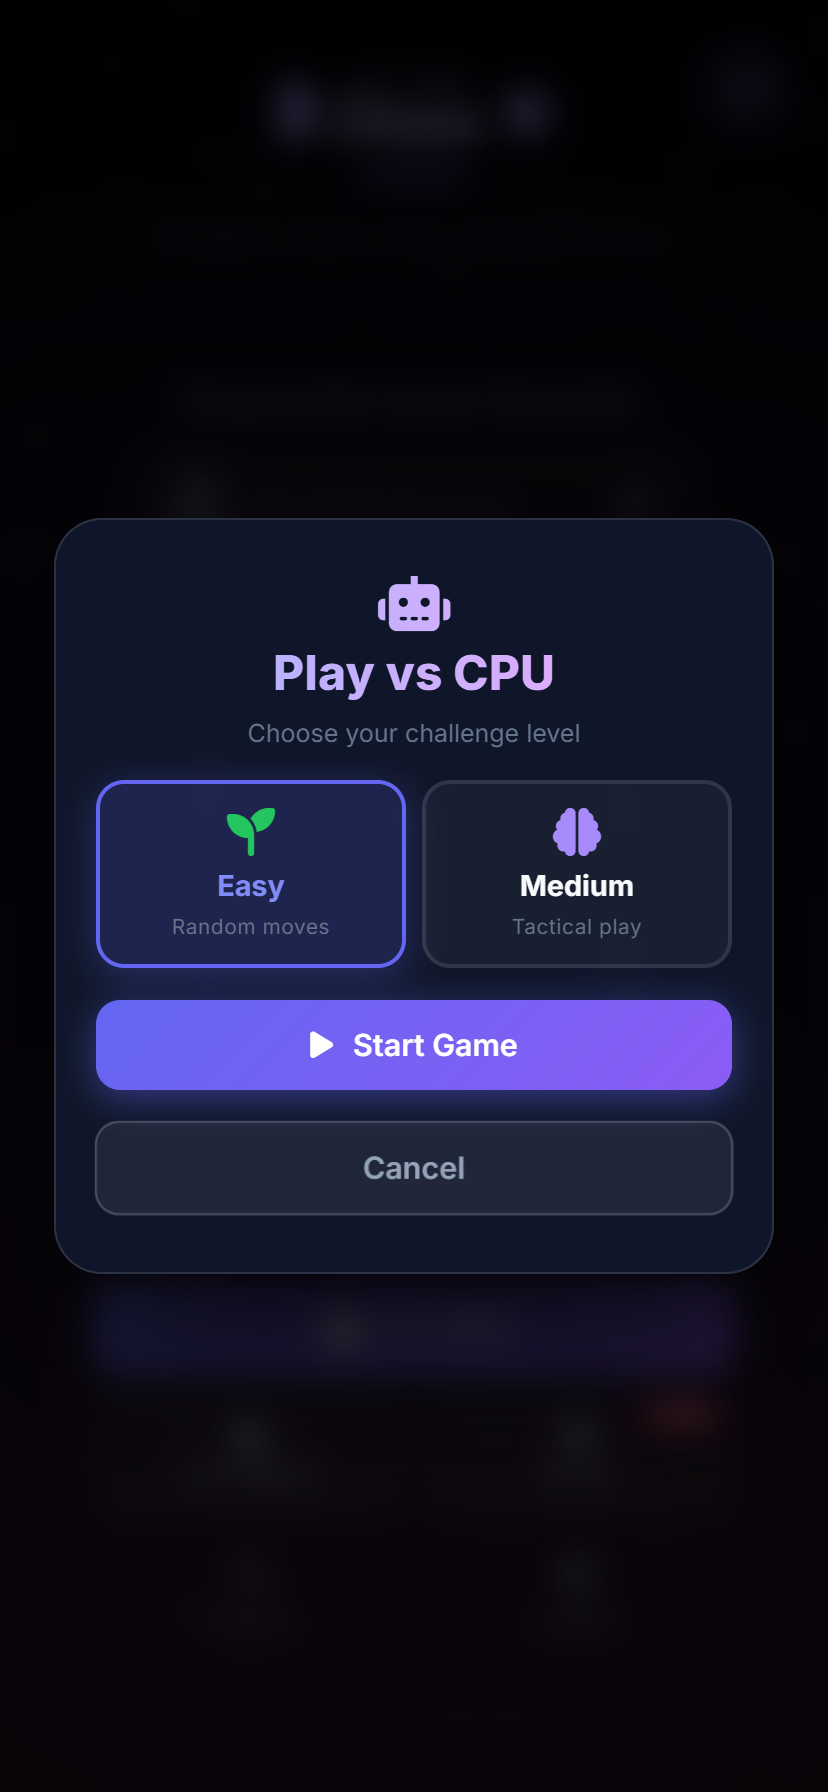 Play vs CPU
Choose your challenge level
Easy
Random moves
Medium
Tactical play
Start Game
Cancel